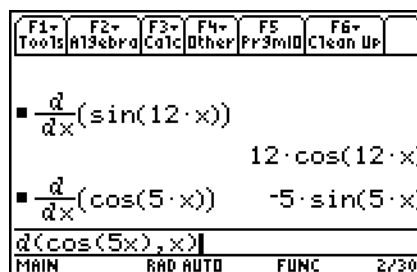 F1▾ F2▾ F3▾ F4▾ F5 F6▾
Tools Algebra Calc Other PrgmIO Clean Up
▪ d/dx(sin(12·x))
12·cos(12·x)
▪ d/dx(cos(5·x)) -5·sin(5·x)
d(cos(5x),x)
MAIN RAD AUTO FUNC 2/30